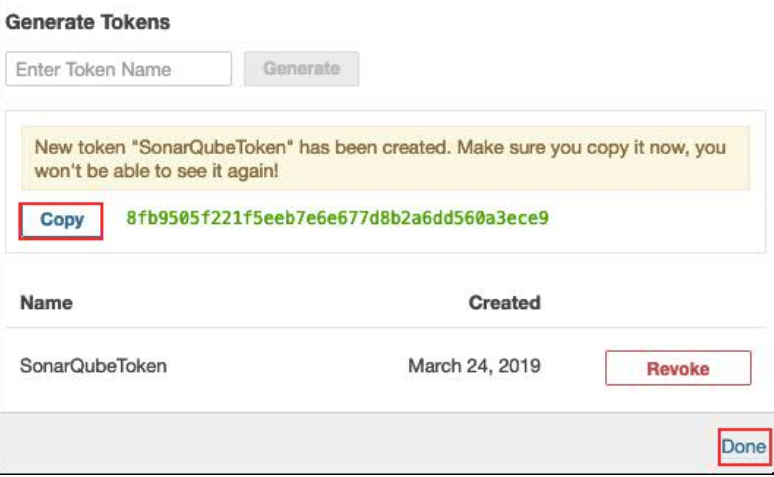 Generate Tokens
Enter Token Name
Generate
New token "SonarQubeToken" has been created. Make sure you copy it now, you
won't be able to see it again!
Copy 8fb9505f221f5eeb7e6e677d8b2a6dd560a3ece9
Name Created
SonarQubeToken March 24, 2019 Revoke
Done